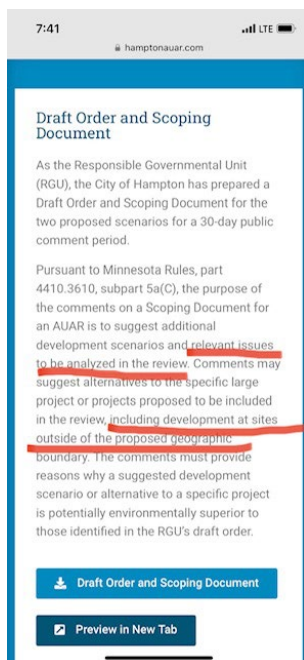 7:41
LTE
hamptonauar.com
Draft Order and Scoping
Document
As the Responsible Governmental Unit
(RGU), the City of Hampton has prepared a
Draft Order and Scoping Document for the
two proposed scenarios for a 30-day public
comment period.
Pursuant to Minnesota Rules, part
4410.3610, subpart 5a(C), the purpose of
the comments on a Scoping Document for
an AUAR is to suggest additional
development scenarios and relevant issues
to be analyzed in the review. Comments may
suggest alternatives to the specific large
project or projects proposed to be included
in the review, including development at sites
outside of the proposed geographic
boundary. The comments must provide
reasons why a suggested development
scenario or alternative to a specific project
is potentially environmentally superior to
those identified in the RGU's draft order.
Draft Order and Scoping Document
Preview in New Tab